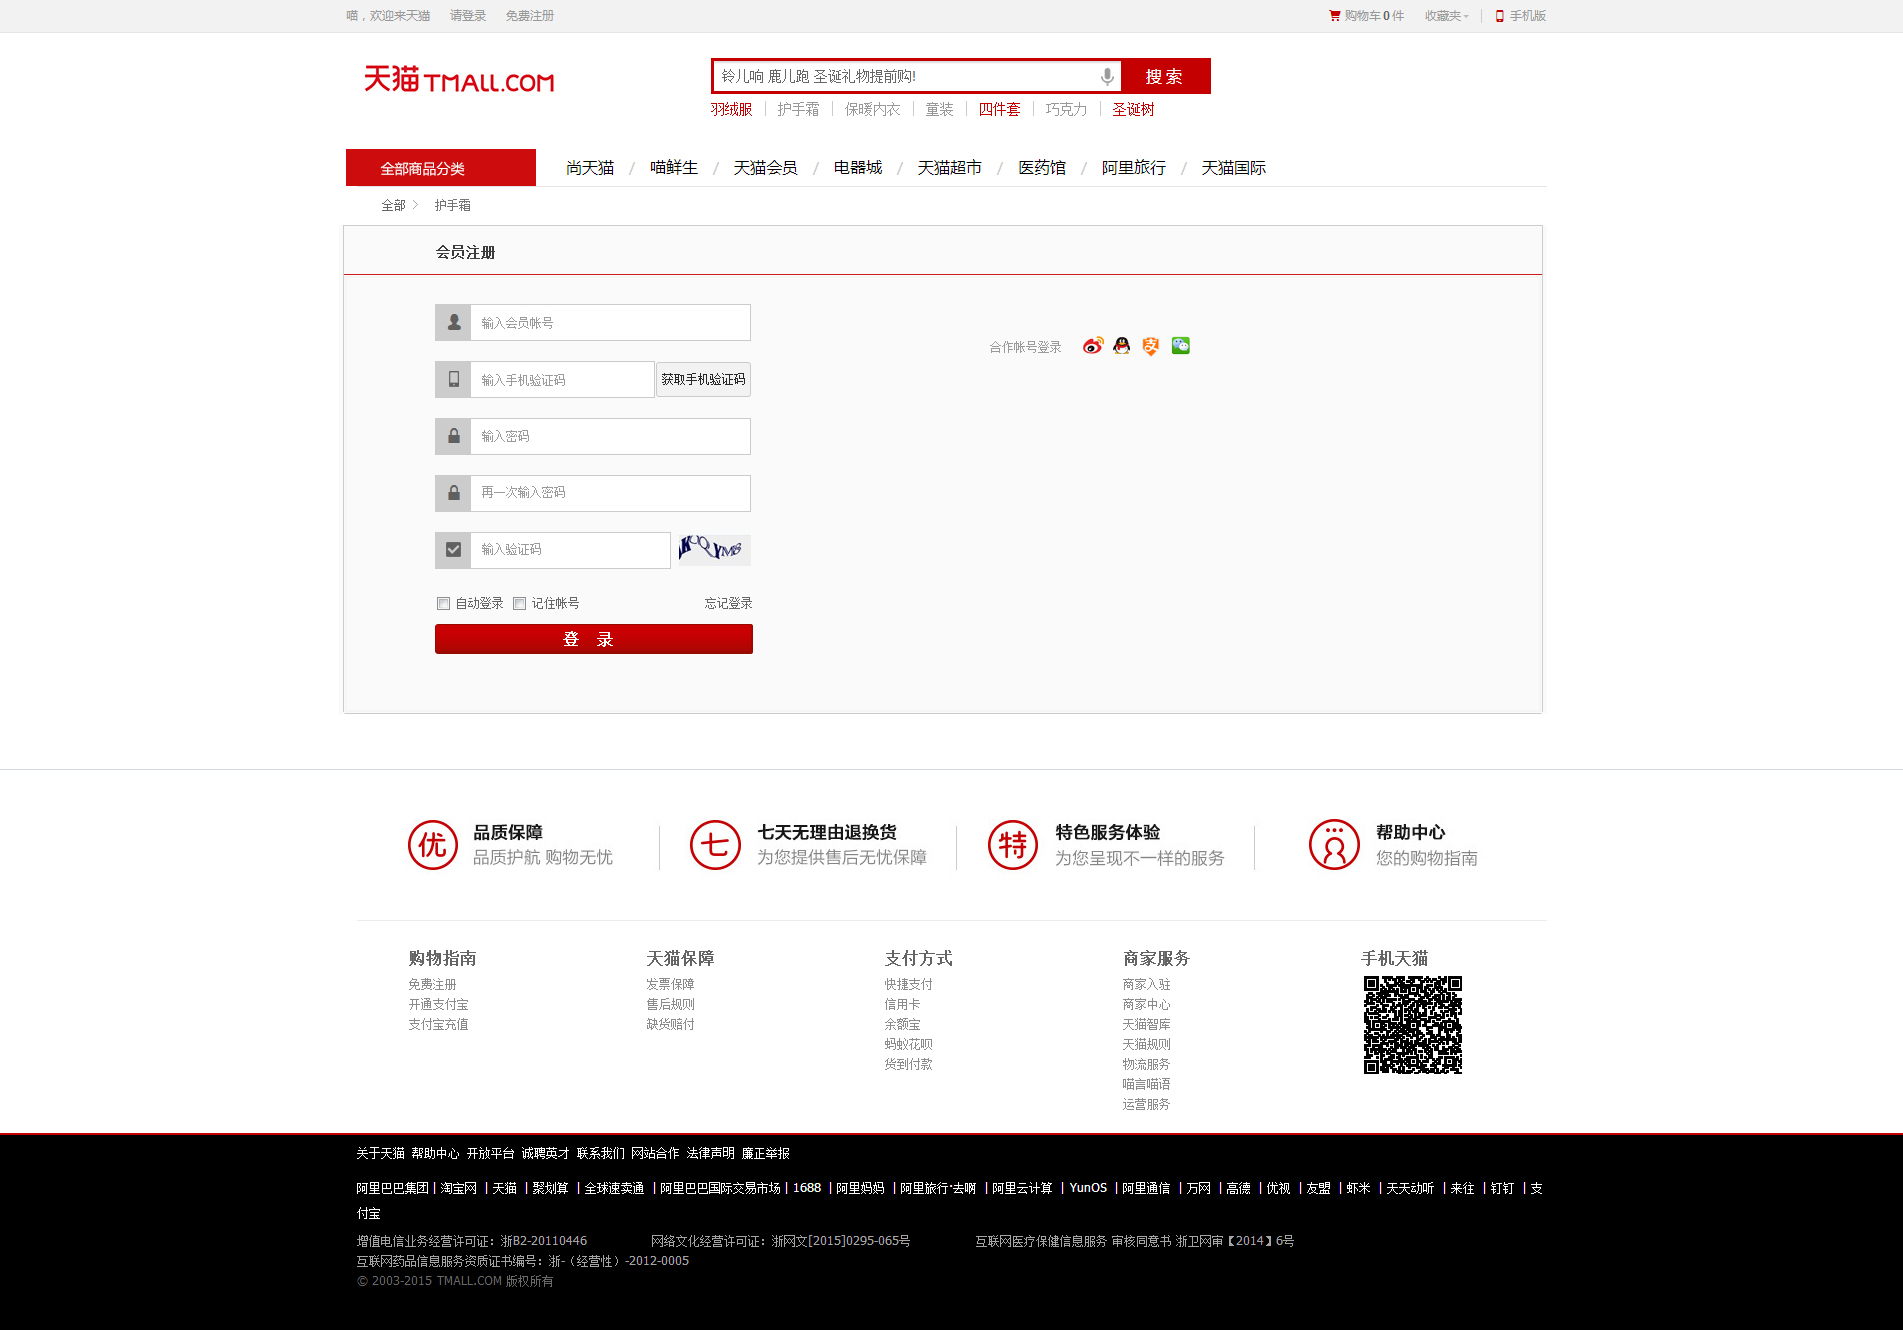 喵，欢迎来天猫 请登录 免费注册 购物车0件 收藏夹 手机版
天猫 TMALL.COM
铃儿响 鹿儿跑 圣诞礼物提前购! 搜 索
羽绒服 护手霜 保暖内衣 童装 四件套 巧克力 圣诞树
全部商品分类 尚天猫 / 喵鲜生 / 天猫会员 / 电器城 / 天猫超市 / 医药馆 / 阿里旅行 / 天猫国际
全部 护手霜
会员注册
输入会员帐号
合作帐号登录 支
输入手机验证码 获取手机验证码
输入密码
再一次输入密码
输入验证码
自动登录 记住帐号 忘记登录
登 录
优 品质保障 七 七天无理由退换货 特 特色服务体验 帮助中心
品质护航 购物无忧 为您提供售后无忧保障 为您呈现不一样的服务 您的购物指南
购物指南 天猫保障 支付方式 商家服务 手机天猫
免费注册 发票保障 快捷支付 商家入驻
开通支付宝 售后规则 信用卡 商家中心
支付宝充值 缺货赔付 余额宝 天猫智库
蚂蚁花呗 天猫规则
货到付款 物流服务
喵言喵语
运营服务
关于天猫 帮助中心 开放平台 诚聘英才 联系我们 网站合作 法律声明 廉正举报
阿里巴巴集团 | 淘宝网 | 天猫 | 聚划算 | 全球速卖通 | 阿里巴巴国际交易市场 | 1688 | 阿里妈妈 | 阿里旅行·去啊 | 阿里云计算 | YunOS | 阿里通信 | 万网 | 高德 | 优视 | 友盟 | 虾米 | 天天动听 | 来往 | 钉钉 | 支
付宝
增值电信业务经营许可证：浙B2-20110446 网络文化经营许可证：浙网文[2015]0295-065号 互联网医疗保健信息服务 审核同意书 浙卫网审【2014】6号
互联网药品信息服务资质证书编号：浙-（经营性）-2012-0005
© 2003-2015 TMALL.COM 版权所有